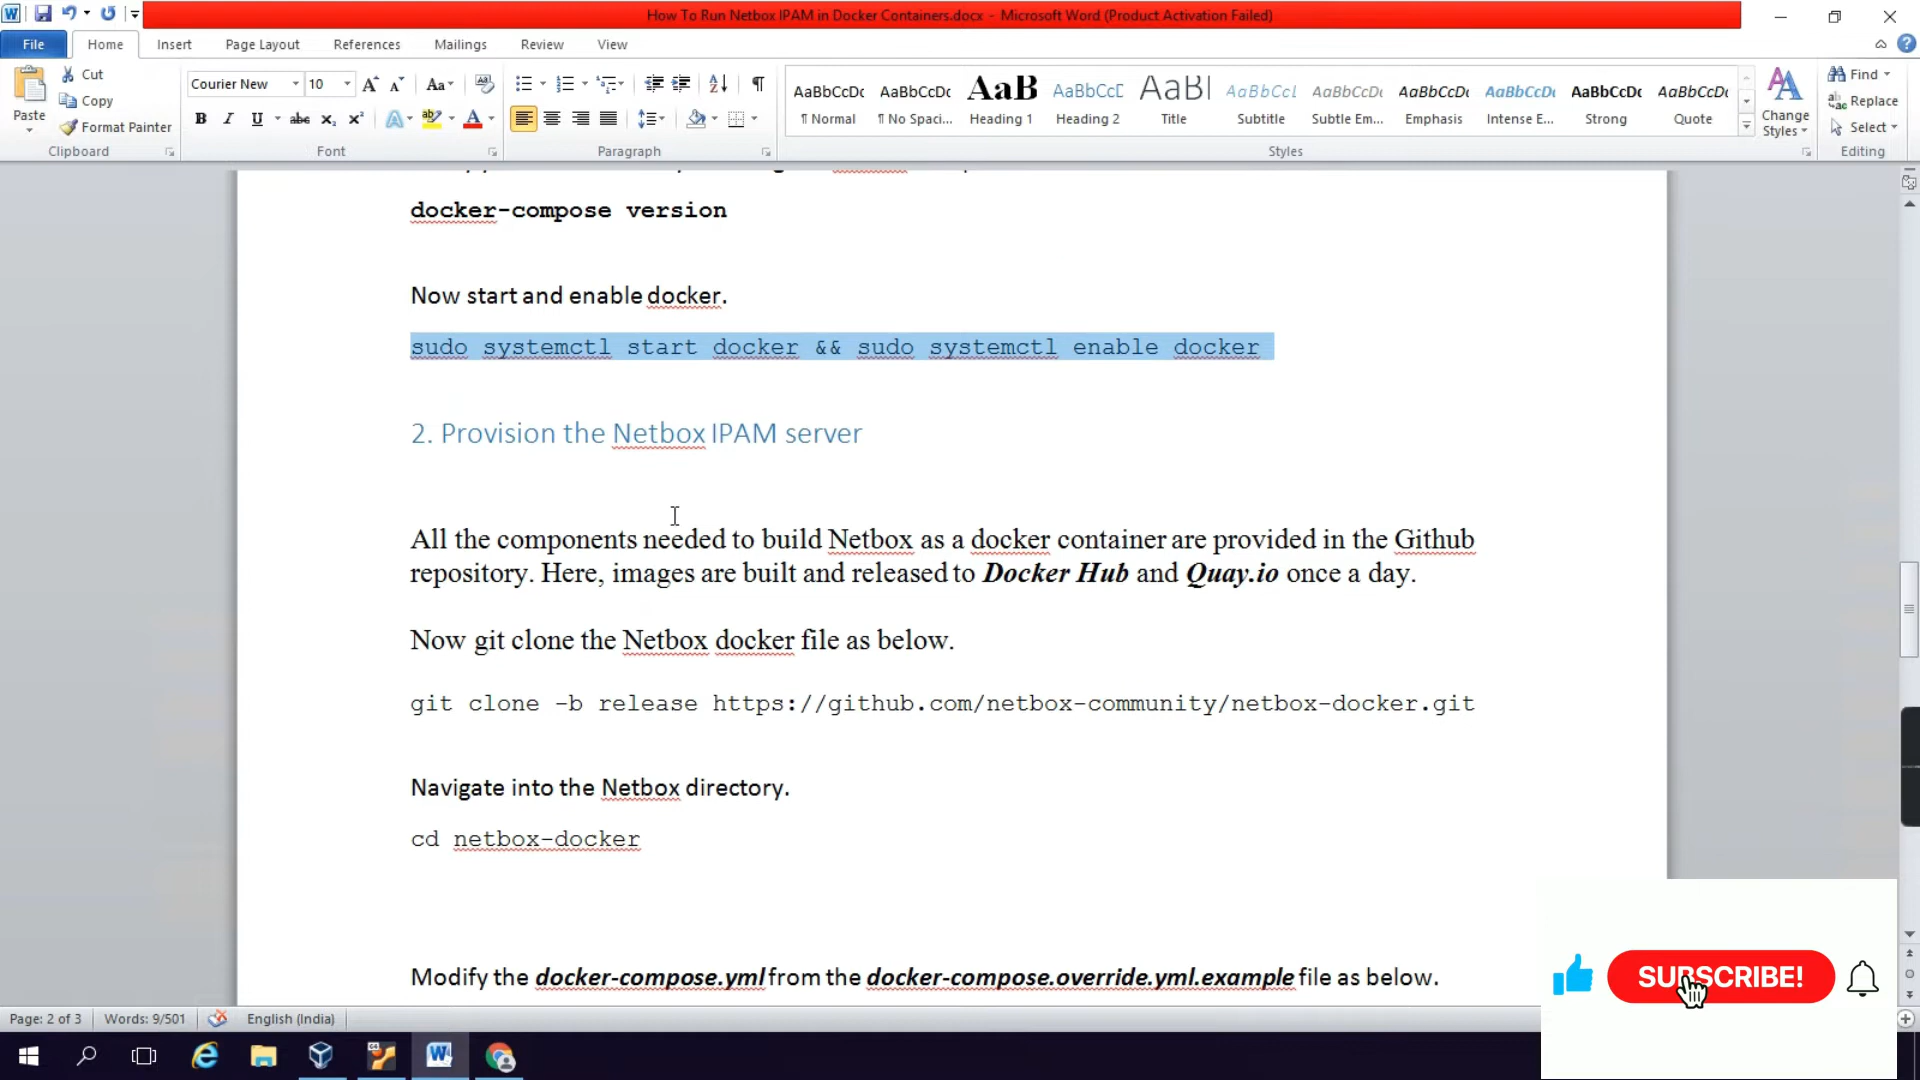 How To Run Netbox IPAM in Docker Containers.docx - Microsoft Word (Product Activation Failed)
File Home Insert Page Layout References Mailings Review View
Paste
Cut
Copy
Format Painter
Clipboard
Courier New 10
Font
Paragraph
AaBbCcDc AaBbCcDc AaB AaBbCcD AaBl AaBbCcL AaBbCcDc AaBbCcDc AaBbCcDc AaBbCcDc AaBbCcDc
¶ Normal ¶ No Spaci... Heading 1 Heading 2 Title Subtitle Subtle Em... Emphasis Intense E... Strong Quote
Styles
Change Styles
Find
Replace
Select
Editing
docker-compose version
Now start and enable docker.
sudo systemctl start docker && sudo systemctl enable docker
2. Provision the Netbox IPAM server
All the components needed to build Netbox as a docker container are provided in the Github
repository. Here, images are built and released to Docker Hub and Quay.io once a day.
Now git clone the Netbox docker file as below.
git clone -b release https://github.com/netbox-community/netbox-docker.git
Navigate into the Netbox directory.
cd netbox-docker
Modify the docker-compose.yml from the docker-compose.override.yml.example file as below.
SUBSCRIBE!
Page: 2 of 3 Words: 9/501 English (India)